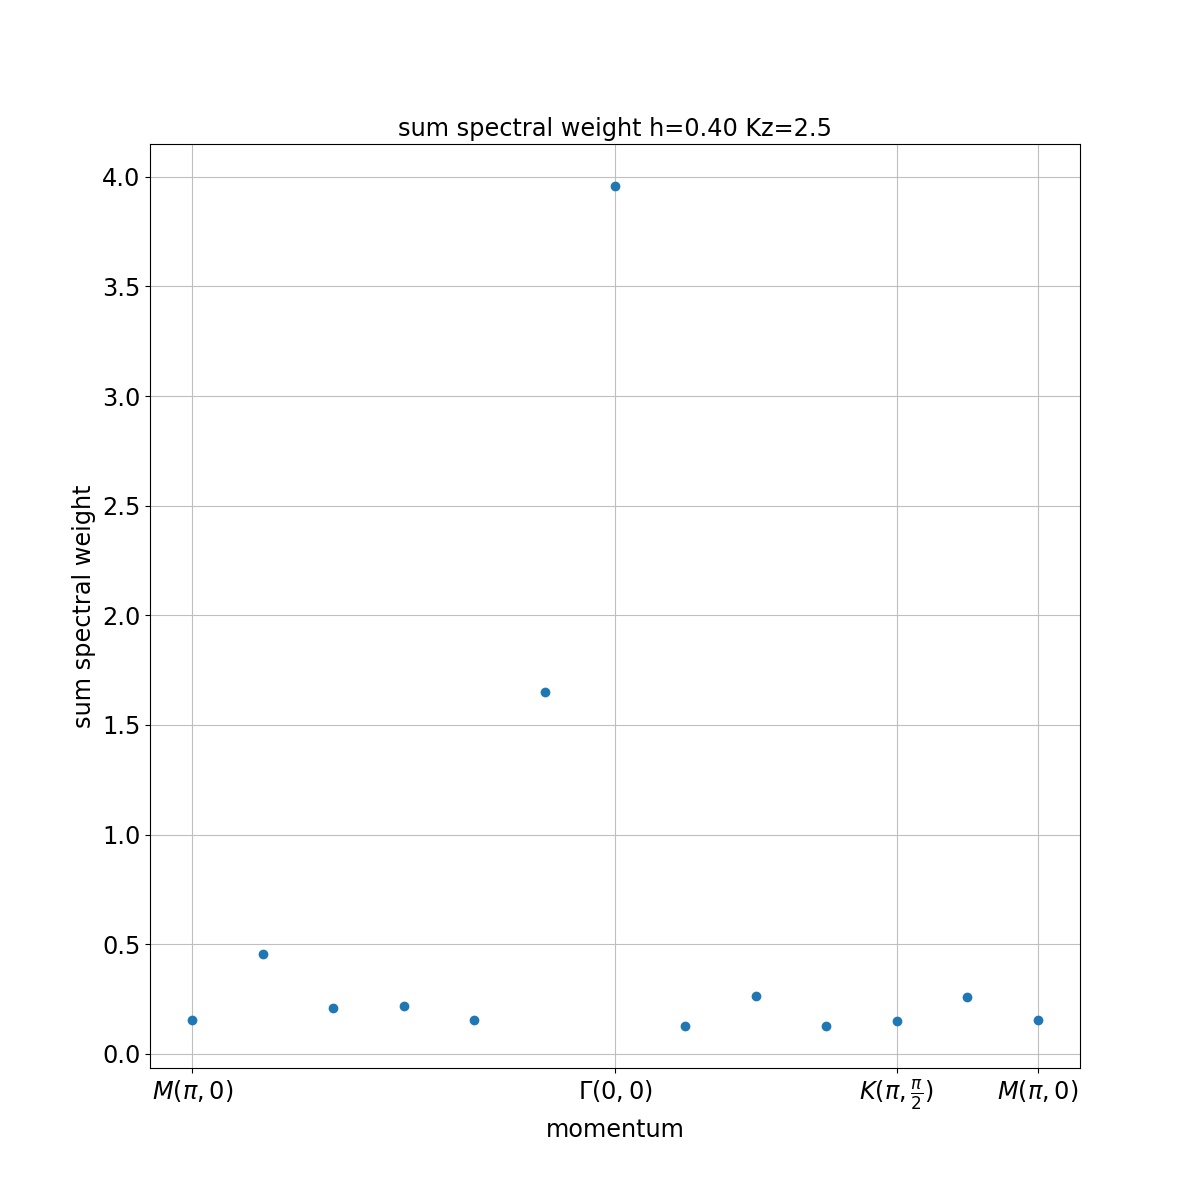 sum spectral weight h=0.40 Kz=2.5
4.0
3.5
3.0
2.5
2.0
1.5
1.0
0.5
0.0
sum spectral weight
M(π, 0) Γ(0, 0) K(π, π/2) M(π, 0)
momentum